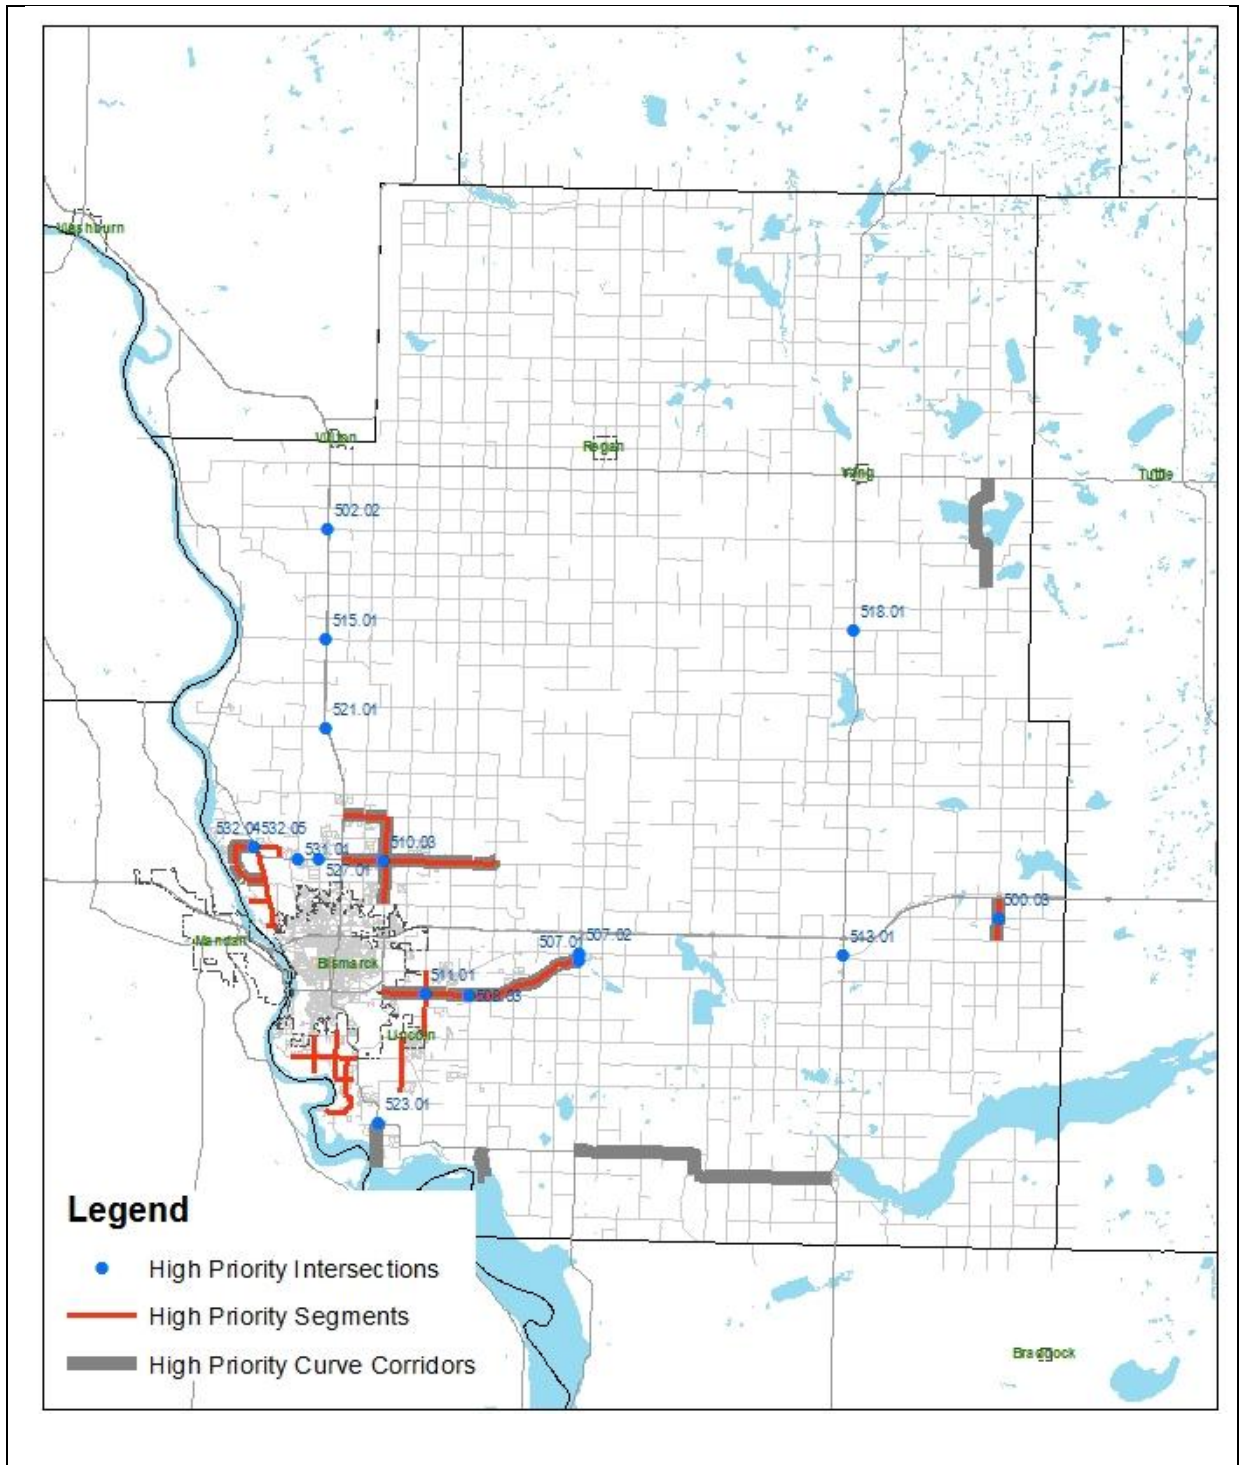 Washburn
Wilton
Regan
Wing
Tuttle
502.02
515.01
518.01
521.01
532.04
532.05
531.01
510.03
527.01
500.03
507.01
507.02
543.01
Mandan
Bismarck
511.01
Lincoln
523.01
Legend
High Priority Intersections
High Priority Segments
High Priority Curve Corridors
Braddock